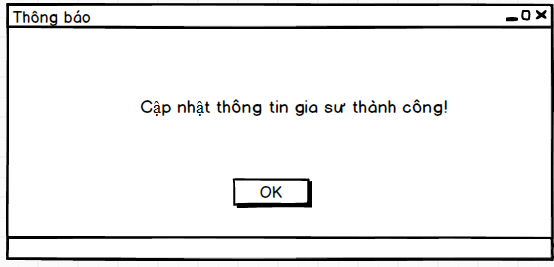 Thông báo
Cập nhật thông tin gia sư thành công!
OK